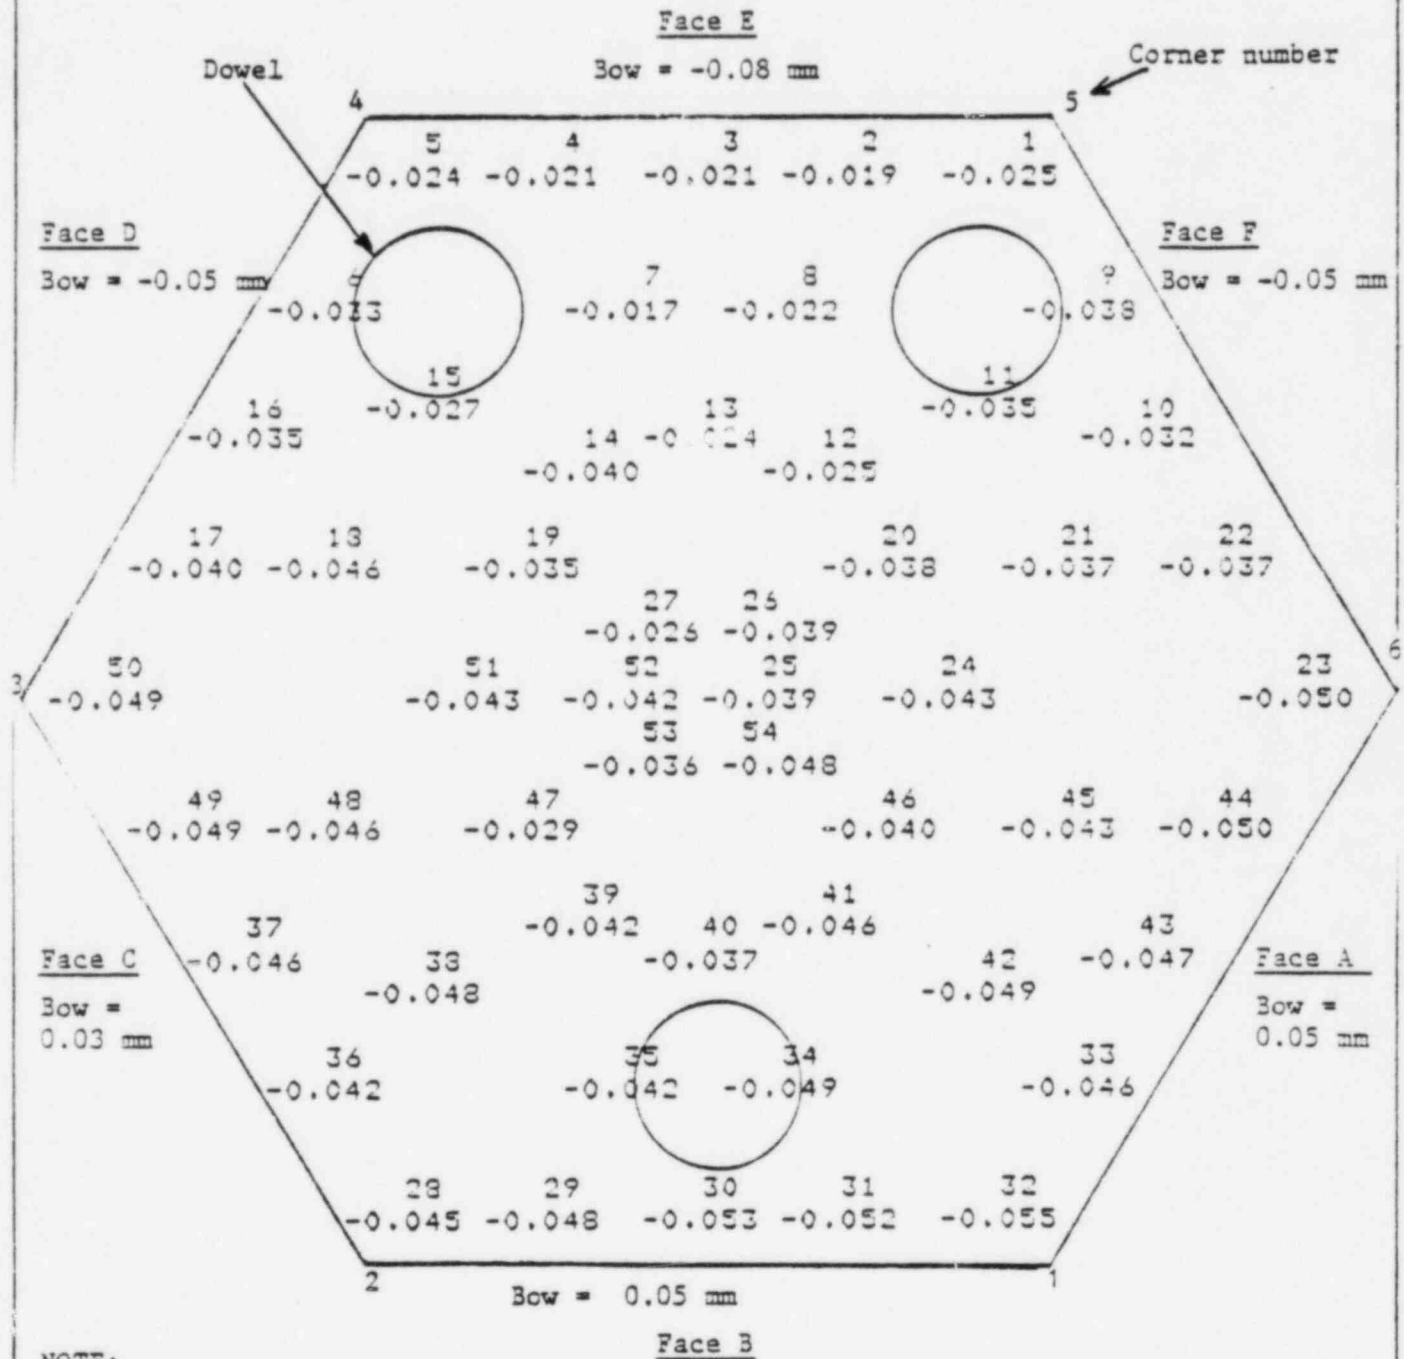 Face E
Dowel
Bow = -0.08 mm
Corner number
4
5
5 4 3 2 1
-0.024 -0.021 -0.021 -0.019 -0.025
Face D
Face F
Bow = -0.05 mm
6 7 8 9
Bow = -0.05 mm
-0.033 -0.017 -0.022 -0.038
15 11
16 -0.027 13 -0.035 10
-0.035 14 -0.024 12 -0.032
-0.040 -0.025
17 18 19 20 21 22
-0.040 -0.046 -0.035 -0.038 -0.037 -0.037
27 26
-0.026 -0.039
3 50 51 52 25 24 23 6
-0.049 -0.043 -0.042 -0.039 -0.043 -0.050
53 54
-0.036 -0.048
49 48 47 46 45 44
-0.049 -0.046 -0.029 -0.040 -0.043 -0.050
39 41
37 -0.042 40 -0.046 43
Face C -0.046 38 -0.037 42 -0.047 Face A
-0.048 -0.049
Bow =
0.03 mm
Bow =
0.05 mm
36 35 34 33
-0.042 -0.042 -0.049 -0.046
28 29 30 31 32
-0.045 -0.048 -0.053 -0.052 -0.055
2
1
Bow = 0.05 mm
Face B
NOTE: